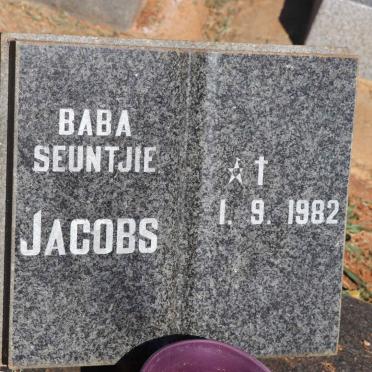 BABA
SEUNTJIE
JACOBS
☆ †
1. 9. 1982